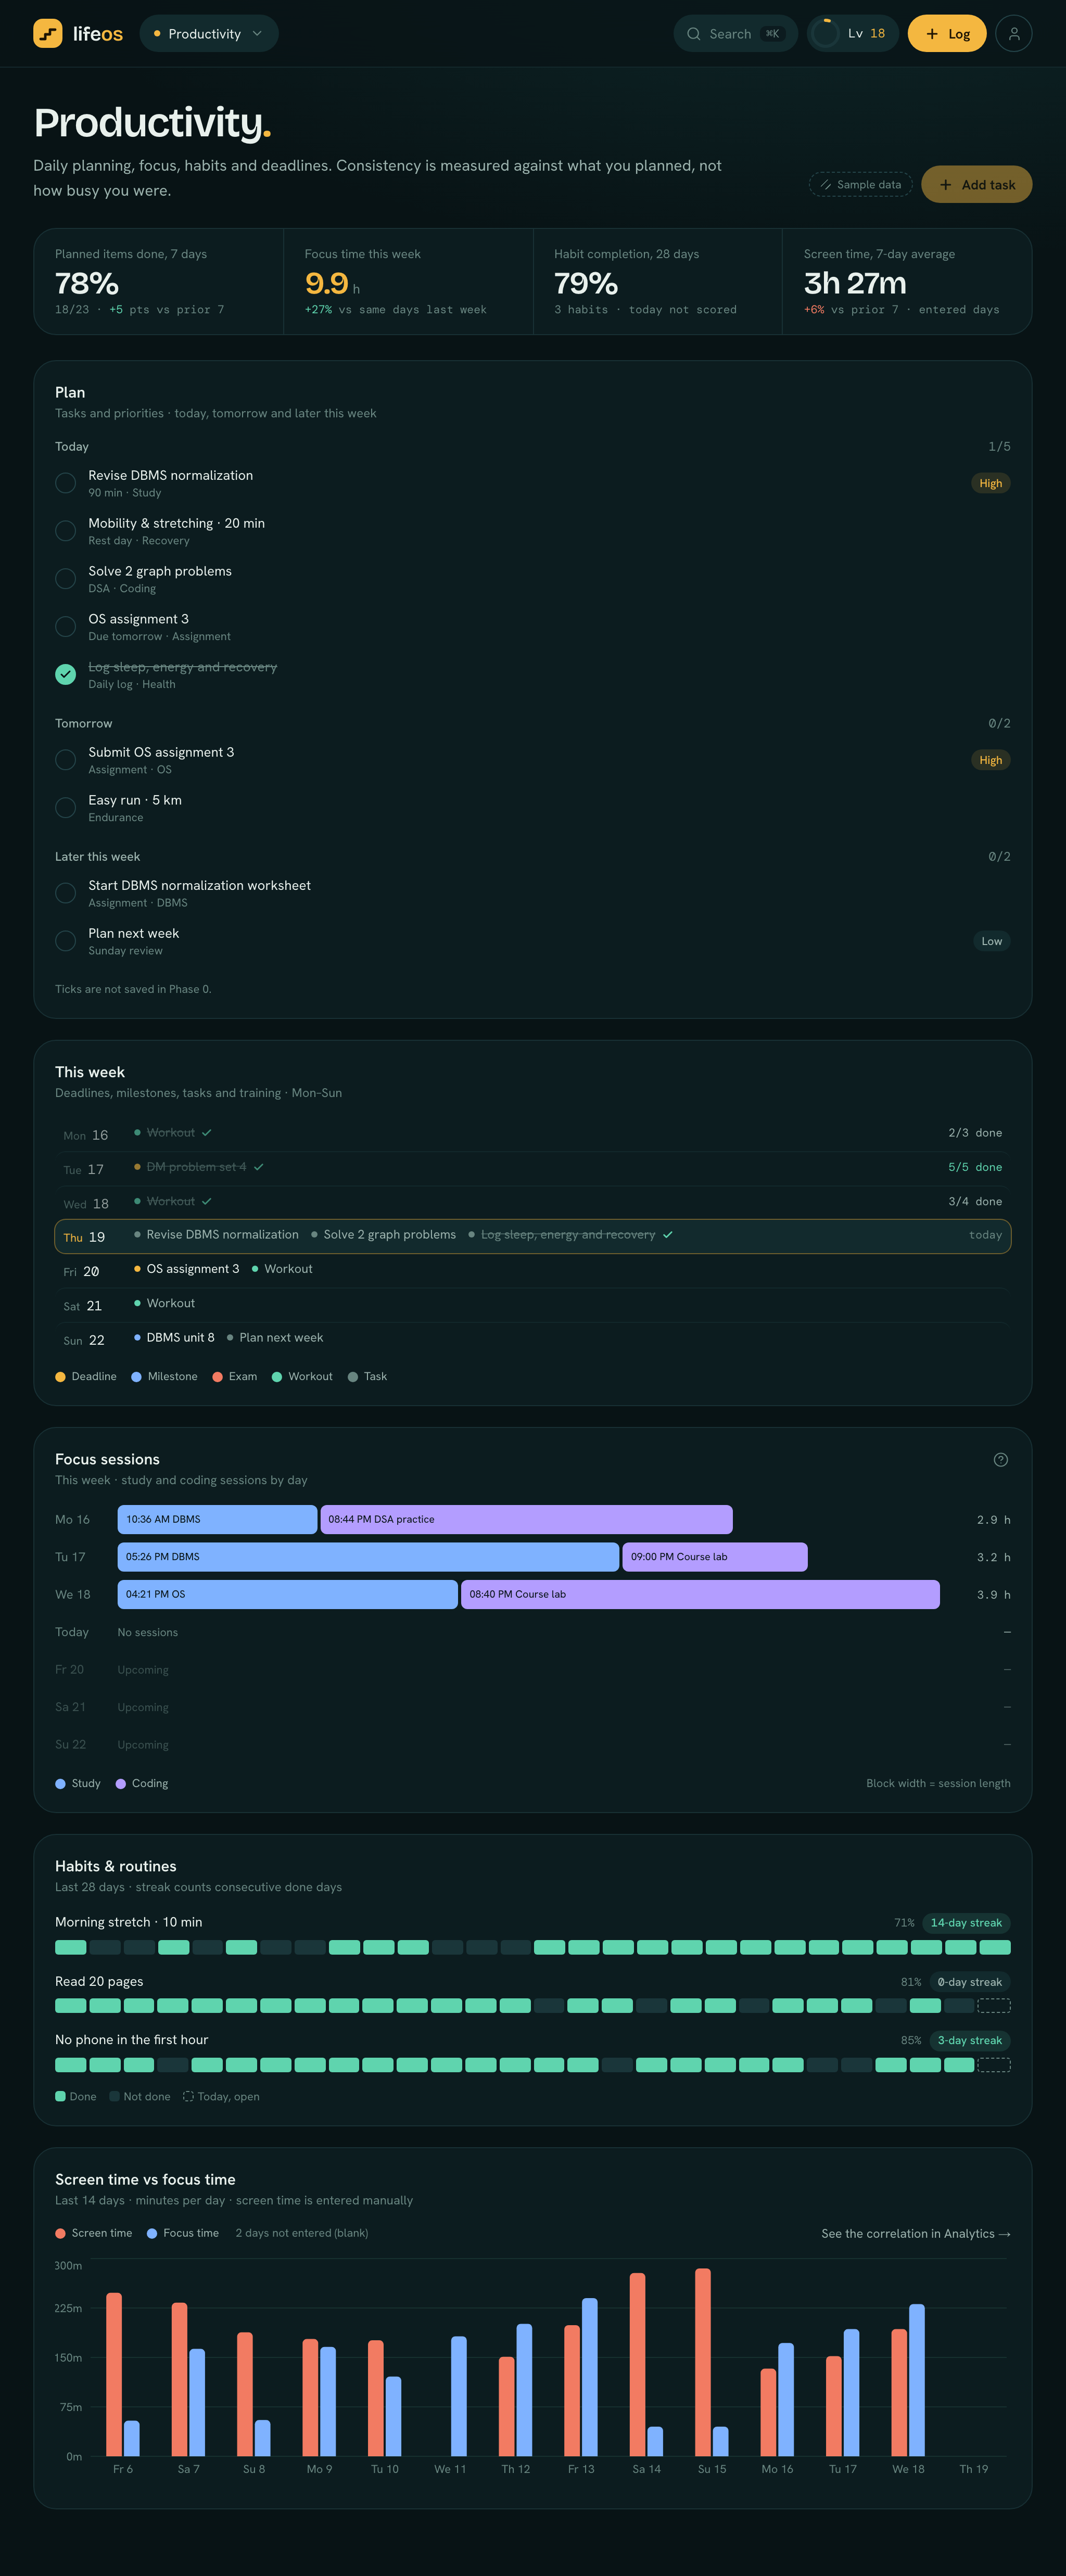 lifeos
Productivity
Search ⌘K
Lv 18
+ Log
Productivity.
Daily planning, focus, habits and deadlines. Consistency is measured against what you planned, not
how busy you were.
Sample data
+ Add task
Planned items done, 7 days
78%
18/23 · +5 pts vs prior 7
Focus time this week
9.9 h
+27% vs same days last week
Habit completion, 28 days
79%
3 habits · today not scored
Screen time, 7-day average
3h 27m
+6% vs prior 7 · entered days
Plan
Tasks and priorities · today, tomorrow and later this week
Today 1/5
Revise DBMS normalization High
90 min · Study
Mobility & stretching · 20 min
Rest day · Recovery
Solve 2 graph problems
DSA · Coding
OS assignment 3
Due tomorrow · Assignment
Log sleep, energy and recovery
Daily log · Health
Tomorrow 0/2
Submit OS assignment 3 High
Assignment · OS
Easy run · 5 km
Endurance
Later this week 0/2
Start DBMS normalization worksheet
Assignment · DBMS
Plan next week Low
Sunday review
Ticks are not saved in Phase 0.
This week
Deadlines, milestones, tasks and training · Mon–Sun
Mon 16 Workout 2/3 done
Tue 17 DM problem set 4 5/5 done
Wed 18 Workout 3/4 done
Thu 19 Revise DBMS normalization Solve 2 graph problems Log sleep, energy and recovery today
Fri 20 OS assignment 3 Workout
Sat 21 Workout
Sun 22 DBMS unit 8 Plan next week
Deadline Milestone Exam Workout Task
Focus sessions
This week · study and coding sessions by day
Mo 16 10:36 AM DBMS 08:44 PM DSA practice 2.9 h
Tu 17 05:26 PM DBMS 09:00 PM Course lab 3.2 h
We 18 04:21 PM OS 08:40 PM Course lab 3.9 h
Today No sessions –
Fr 20 Upcoming –
Sa 21 Upcoming –
Su 22 Upcoming –
Study Coding Block width = session length
Habits & routines
Last 28 days · streak counts consecutive done days
Morning stretch · 10 min 71% 14-day streak
Read 20 pages 81% 0-day streak
No phone in the first hour 85% 3-day streak
Done Not done Today, open
Screen time vs focus time
Last 14 days · minutes per day · screen time is entered manually
Screen time Focus time 2 days not entered (blank) See the correlation in Analytics →
300m
225m
150m
75m
0m
Fr 6 Sa 7 Su 8 Mo 9 Tu 10 We 11 Th 12 Fr 13 Sa 14 Su 15 Mo 16 Tu 17 We 18 Th 19